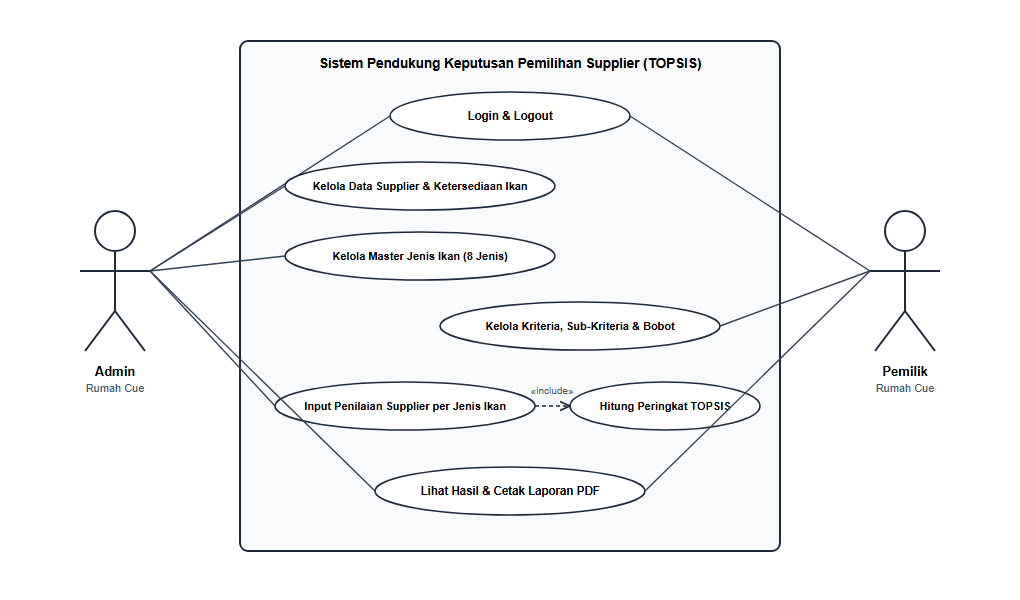 Sistem Pendukung Keputusan Pemilihan Supplier (TOPSIS)
Login & Logout
Kelola Data Supplier & Ketersediaan Ikan
Kelola Master Jenis Ikan (8 Jenis)
Kelola Kriteria, Sub-Kriteria & Bobot
Admin
Rumah Cue
Pemilik
Rumah Cue
«include»
Input Penilaian Supplier per Jenis Ikan
Hitung Peringkat TOPSIS
Lihat Hasil & Cetak Laporan PDF